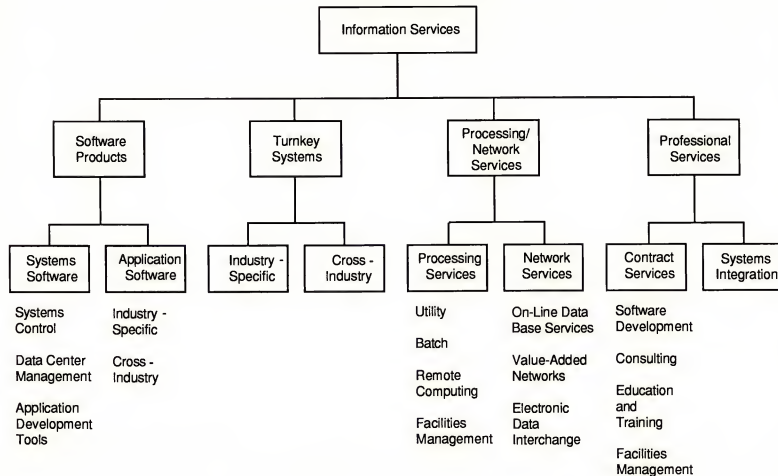 Information Services
Software
Products
Turnkey
Systems
Processing/
Network
Services
Professional
Services
Systems
Software
Application
Software
Industry -
Specific
Cross -
Industry
Processing
Services
Network
Services
Contract
Services
Systems
Integration
Systems
Control
Data Center
Management
Application
Development
Tools
Industry -
Specific
Cross -
Industry
Utility
Batch
Remote
Computing
Facilities
Management
On-Line Data
Base Services
Value-Added
Networks
Electronic
Data
Interchange
Software
Development
Consulting
Education
and
Training
Facilities
Management